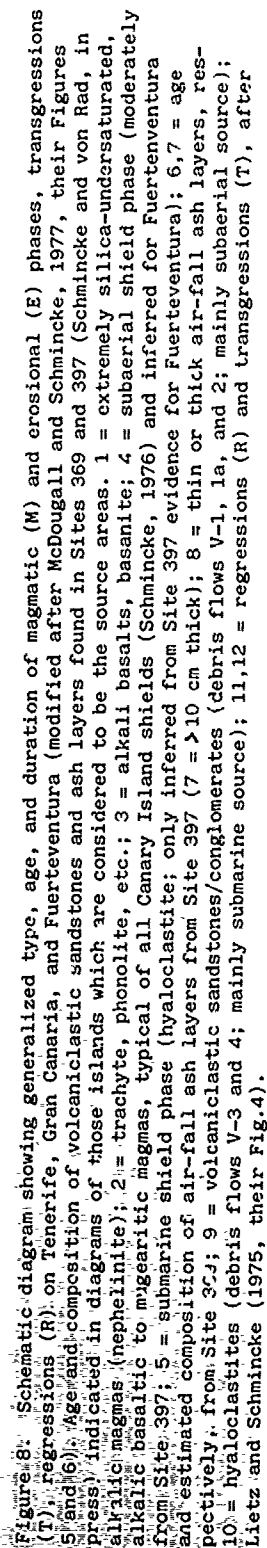 Figure 8. Schematic diagram showing generalized type, age, and duration of magmatic (M) and erosional (E) phases, transgressions
(T), regressions (R) on Tenerife, Gran Canaria, and Fuerteventura (modified after McDougall and Schmincke, 1977, their Figures
5 and 6). Age and composition of volcaniclastic sandstones and ash layers found in Sites 369 and 397 (Schmincke and von Rad, in
press) indicated in diagrams of those islands which are considered to be the source areas. 1 = extremely silica-undersaturated,
alkalic magmas (nephelinite); 2 = trachyte, phonolite, etc.; 3 = alkali basalts, basanite; 4 = subaerial shield phase (moderately
alkalic basaltic to mugearitic magmas, typical of all Canary Island shields (Schmincke, 1976) and inferred for Fuertenventura
from Site 397; 5 = submarine shield phase (hyaloclastite; only inferred from Site 397 evidence for Fuerteventura); 6,7 = age
and estimated composition of air-fall ash layers from Site 397 (7 = >10 cm thick); 8 = thin or thick air-fall ash layers, res-
pectively, from Site 9 = volcaniclastic sandstones/conglomerates (debris flows V-1, 1a, and 2; mainly subaerial source);
10 = hyaloclastites (debris flows V-3 and 4; mainly submarine source); 11,12 = regressions (R) and transgressions (T), after
Lietz and Schmincke (1975, their Fig.4).